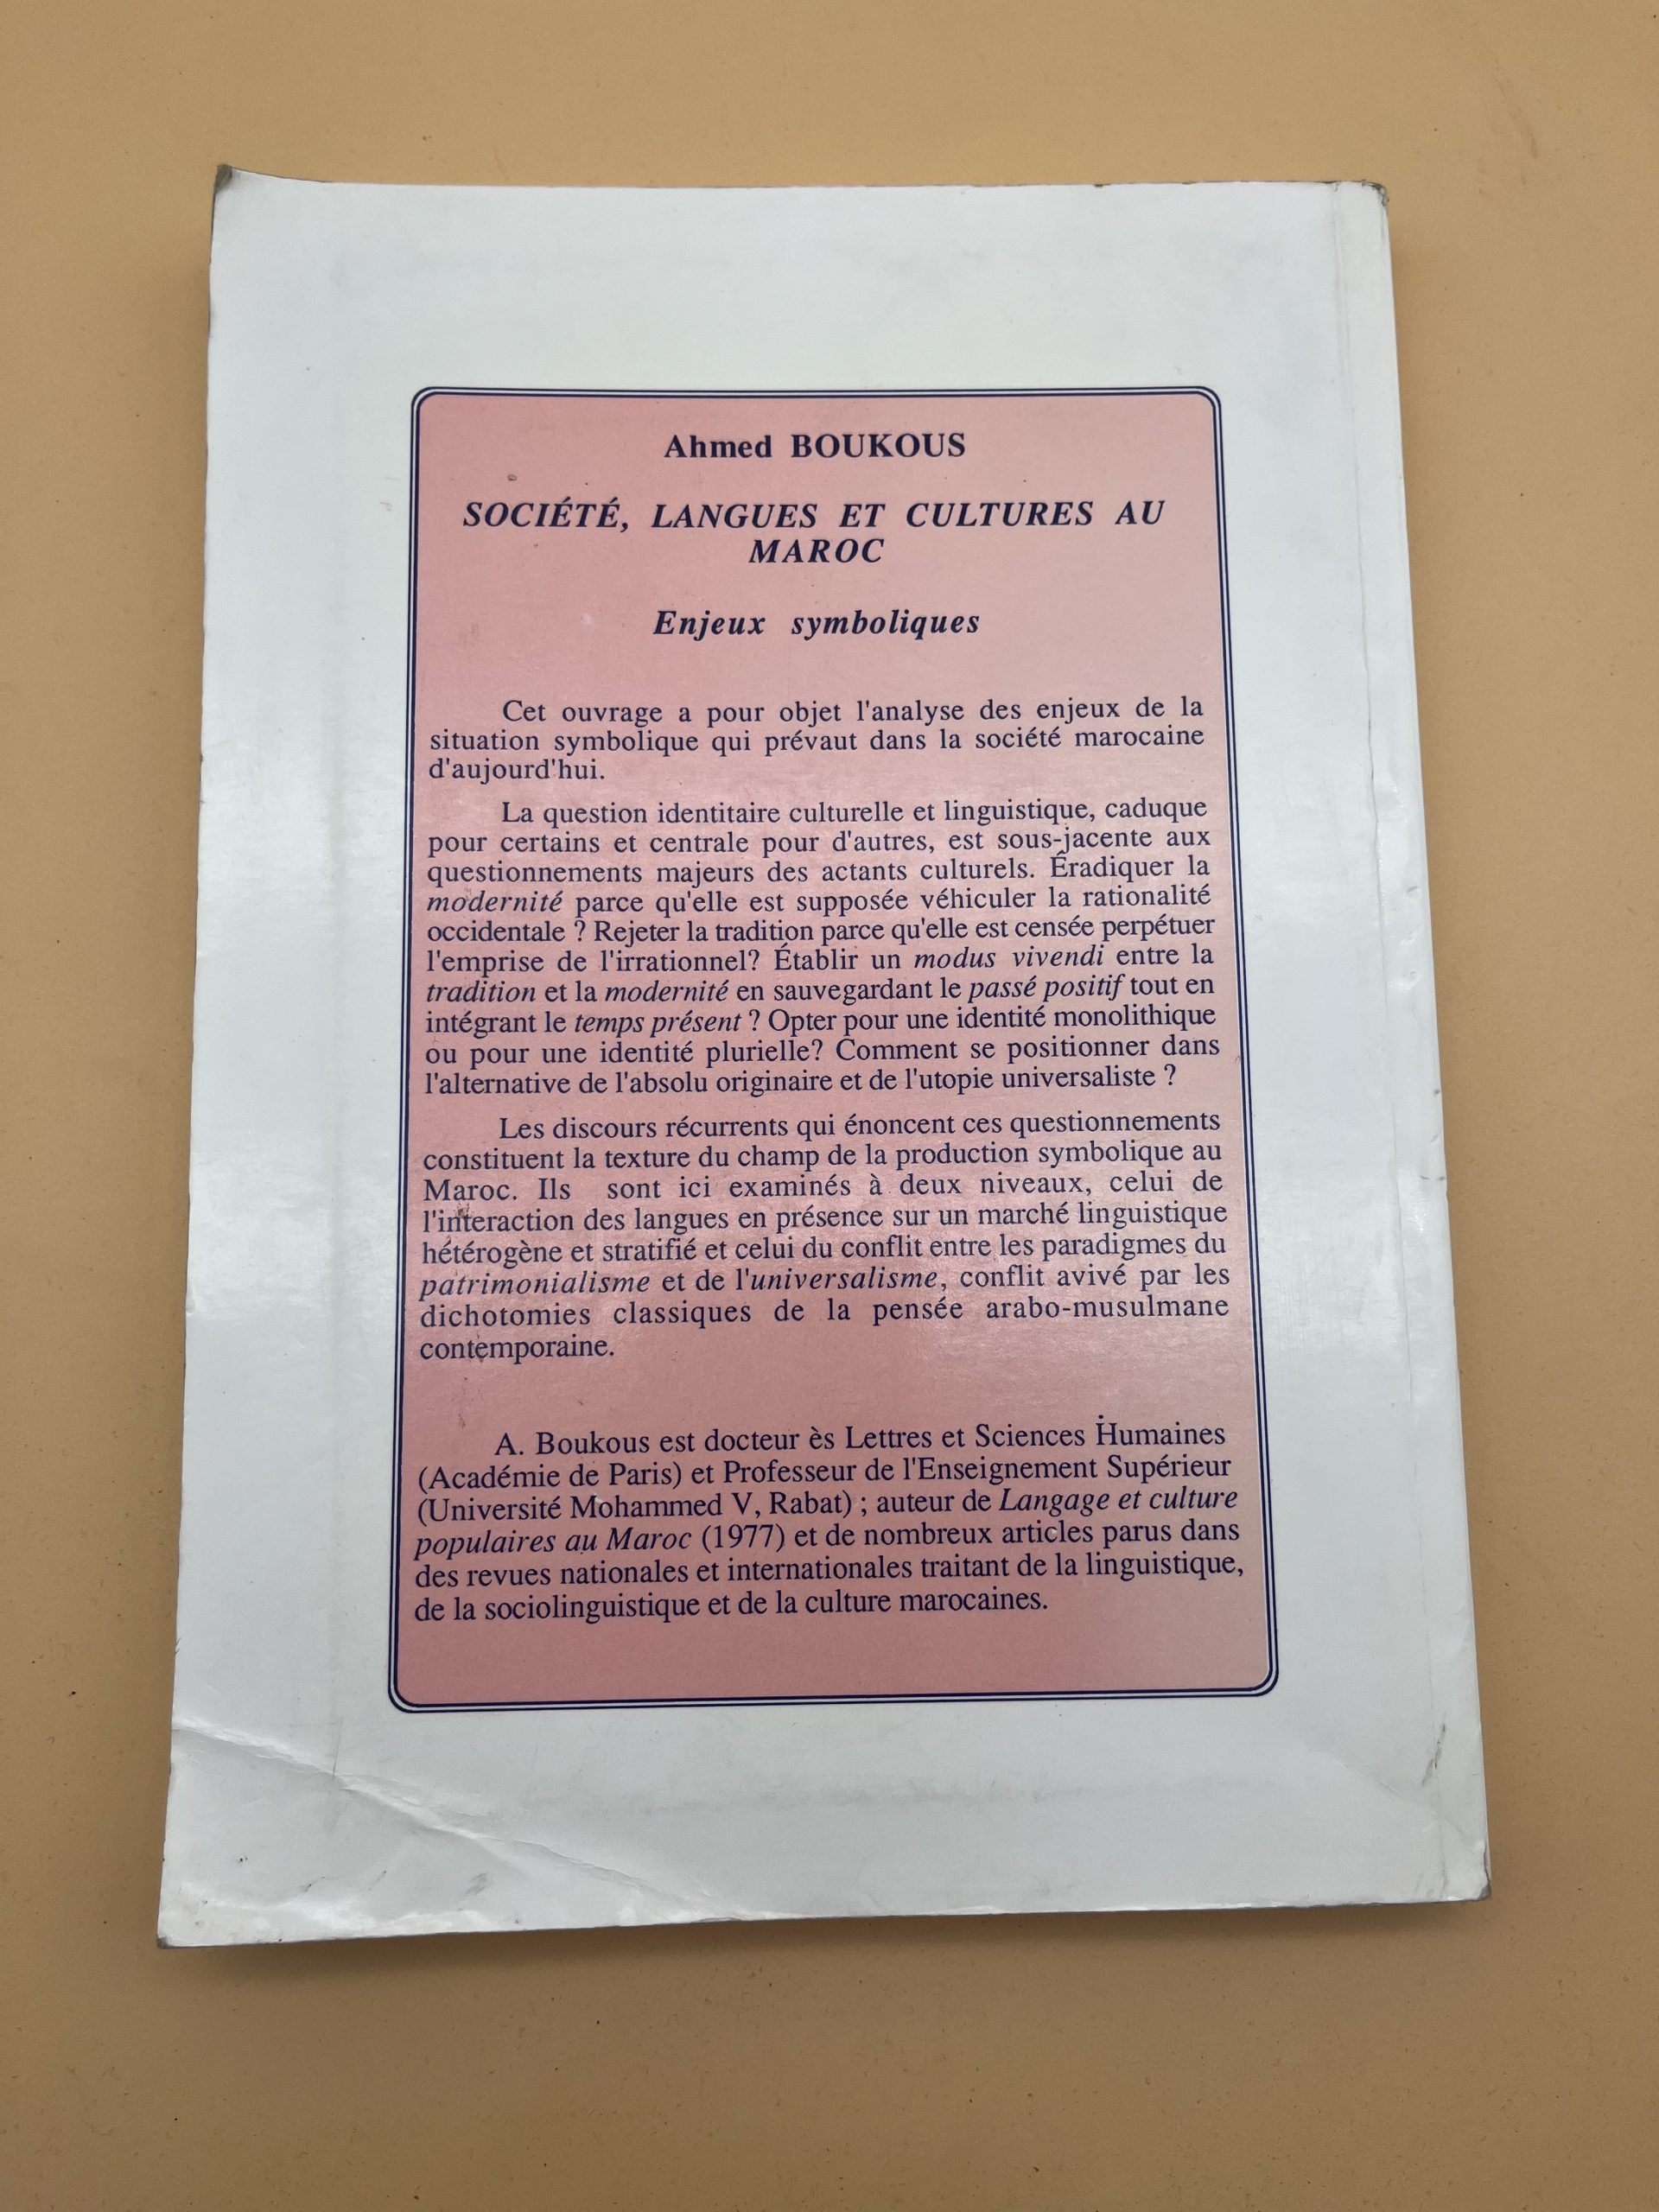 Ahmed BOUKOUS
SOCIÉTÉ, LANGUES ET CULTURES AU
MAROC
Enjeux symboliques
Cet ouvrage a pour objet l'analyse des enjeux de la
situation symbolique qui prévaut dans la société marocaine
d'aujourd'hui.
La question identitaire culturelle et linguistique, caduque
pour certains et centrale pour d'autres, est sous-jacente aux
questionnements majeurs des actants culturels. Éradiquer la
modernité parce qu'elle est supposée véhiculer la rationalité
occidentale ? Rejeter la tradition parce qu'elle est censée perpétuer
l'emprise de l'irrationnel? Établir un modus vivendi entre la
tradition et la modernité en sauvegardant le passé positif tout en
intégrant le temps présent ? Opter pour une identité monolithique
ou pour une identité plurielle? Comment se positionner dans
l'alternative de l'absolu originaire et de l'utopie universaliste ?
Les discours récurrents qui énoncent ces questionnements
constituent la texture du champ de la production symbolique au
Maroc. Ils sont ici examinés à deux niveaux, celui de
l'interaction des langues en présence sur un marché linguistique
hétérogène et stratifié et celui du conflit entre les paradigmes du
patrimonialisme et de l'universalisme, conflit avivé par les
dichotomies classiques de la pensée arabo-musulmane
contemporaine.
A. Boukous est docteur ès Lettres et Sciences Humaines
(Académie de Paris) et Professeur de l'Enseignement Supérieur
(Université Mohammed V, Rabat) ; auteur de Langage et culture
populaires au Maroc (1977) et de nombreux articles parus dans
des revues nationales et internationales traitant de la linguistique,
de la sociolinguistique et de la culture marocaines.